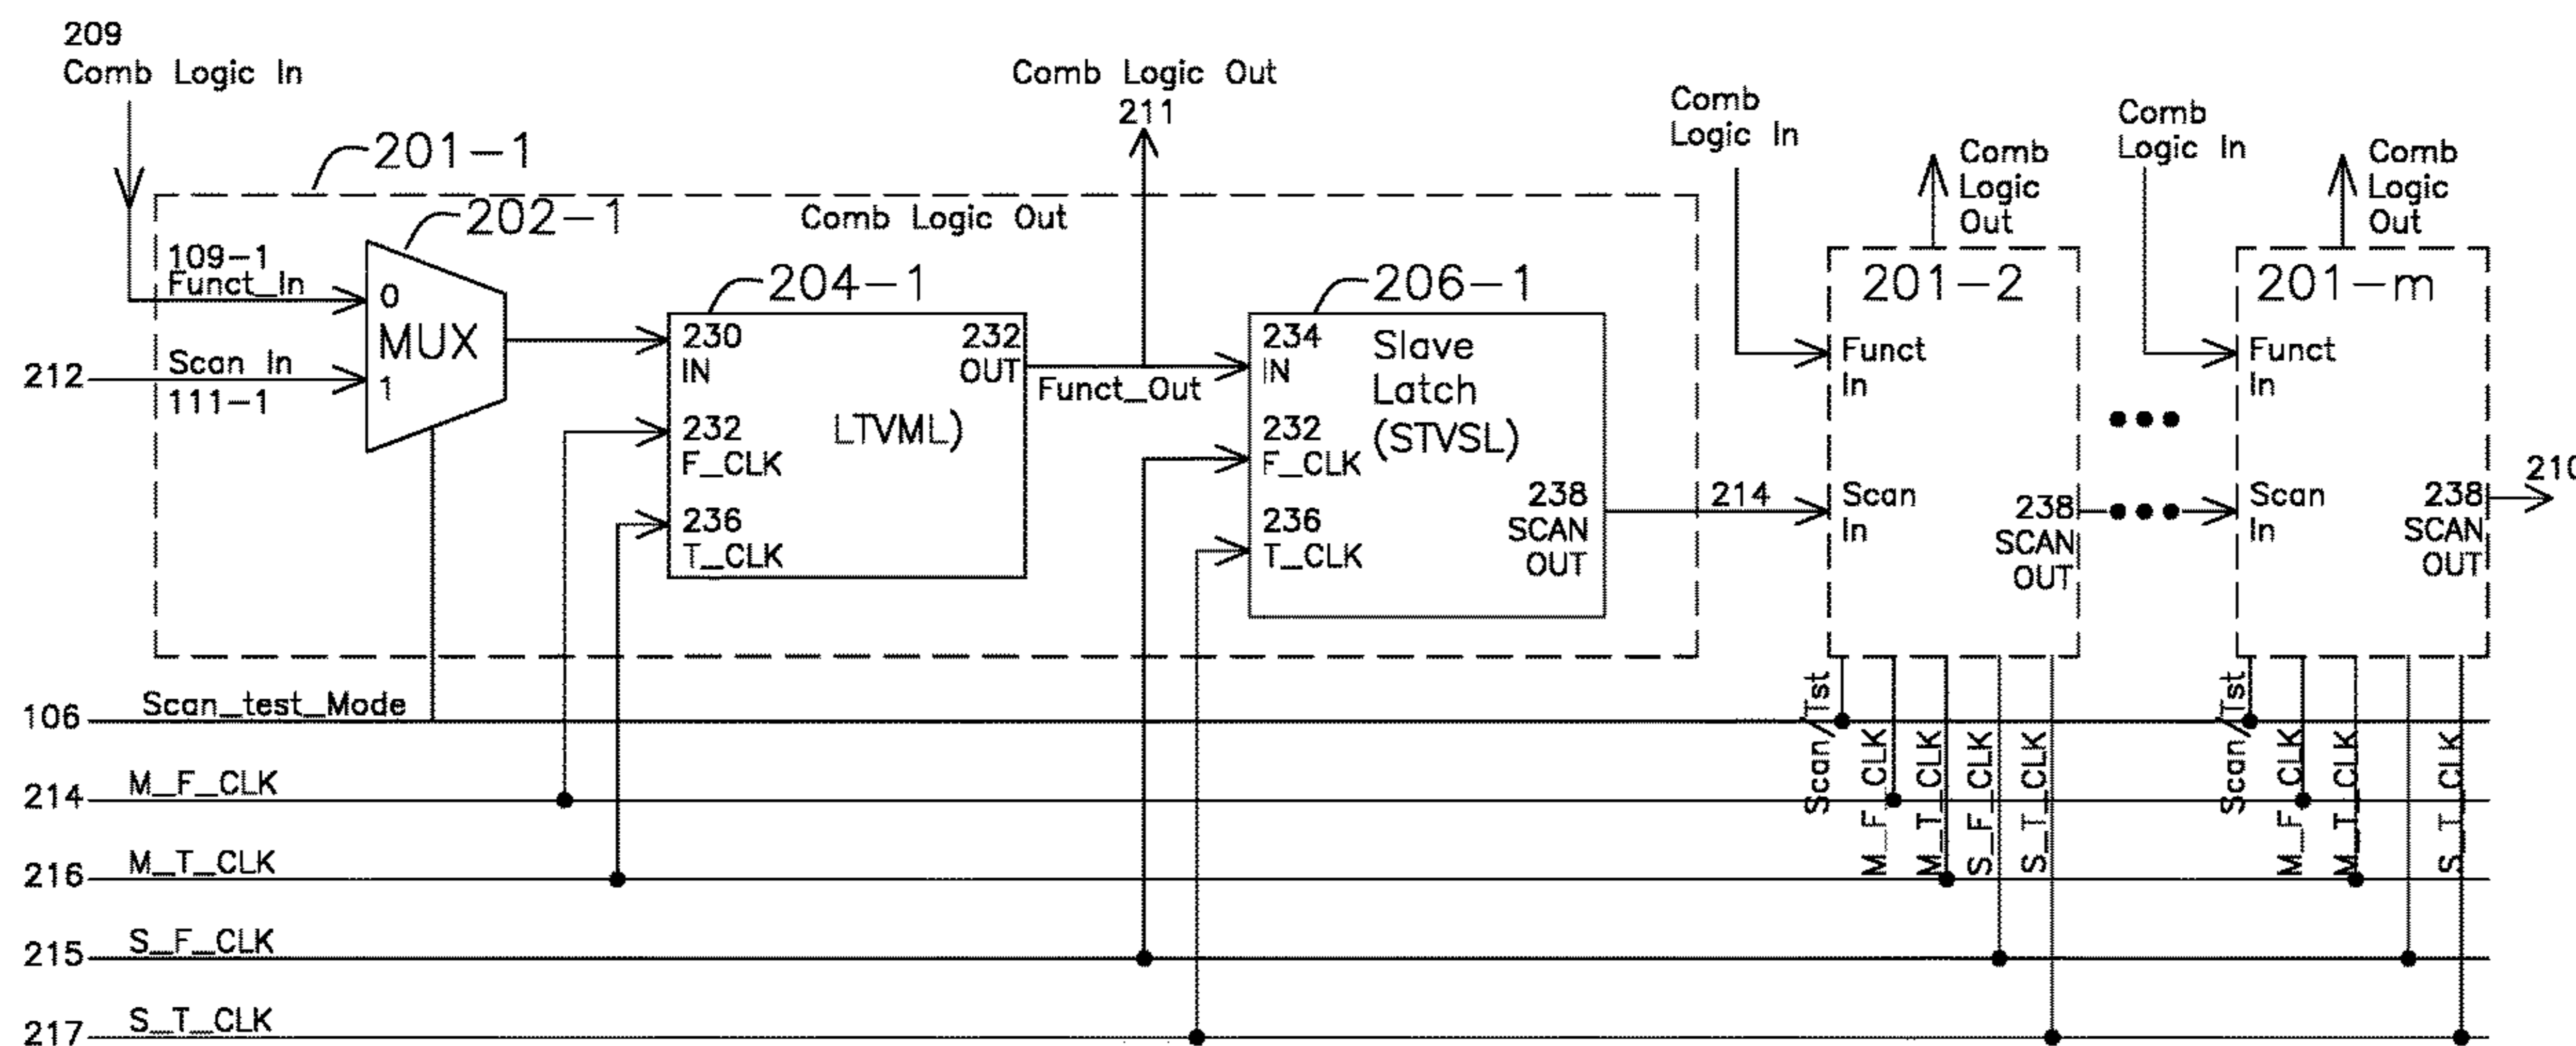 209
Comb Logic In
201-1
202-1
109-1
Funct_In
0
MUX
212
Scan In
1
111-1
Comb Logic Out
211
Comb Logic Out
204-1
230
IN
232
OUT
232
F_CLK
LTVML)
236
T_CLK
Funct_Out
206-1
234
IN
Slave
Latch
(STVSL)
232
F_CLK
236
T_CLK
238
SCAN
OUT
214
Comb
Logic In
Comb
Logic
Out
201-2
Funct
In
Scan
In
238
SCAN
OUT
Comb
Logic In
Comb
Logic
Out
201-m
Funct
In
Scan
In
238
SCAN
OUT
210
106 Scan_test_Mode
214 M_F_CLK
216 M_T_CLK
215 S_F_CLK
217 S_T_CLK
Scan/Tst
M_F_CLK
M_T_CLK
S_F_CLK
S_T_CLK
Scan/Tst
M_F_CLK
M_T_CLK
S_T_CLK